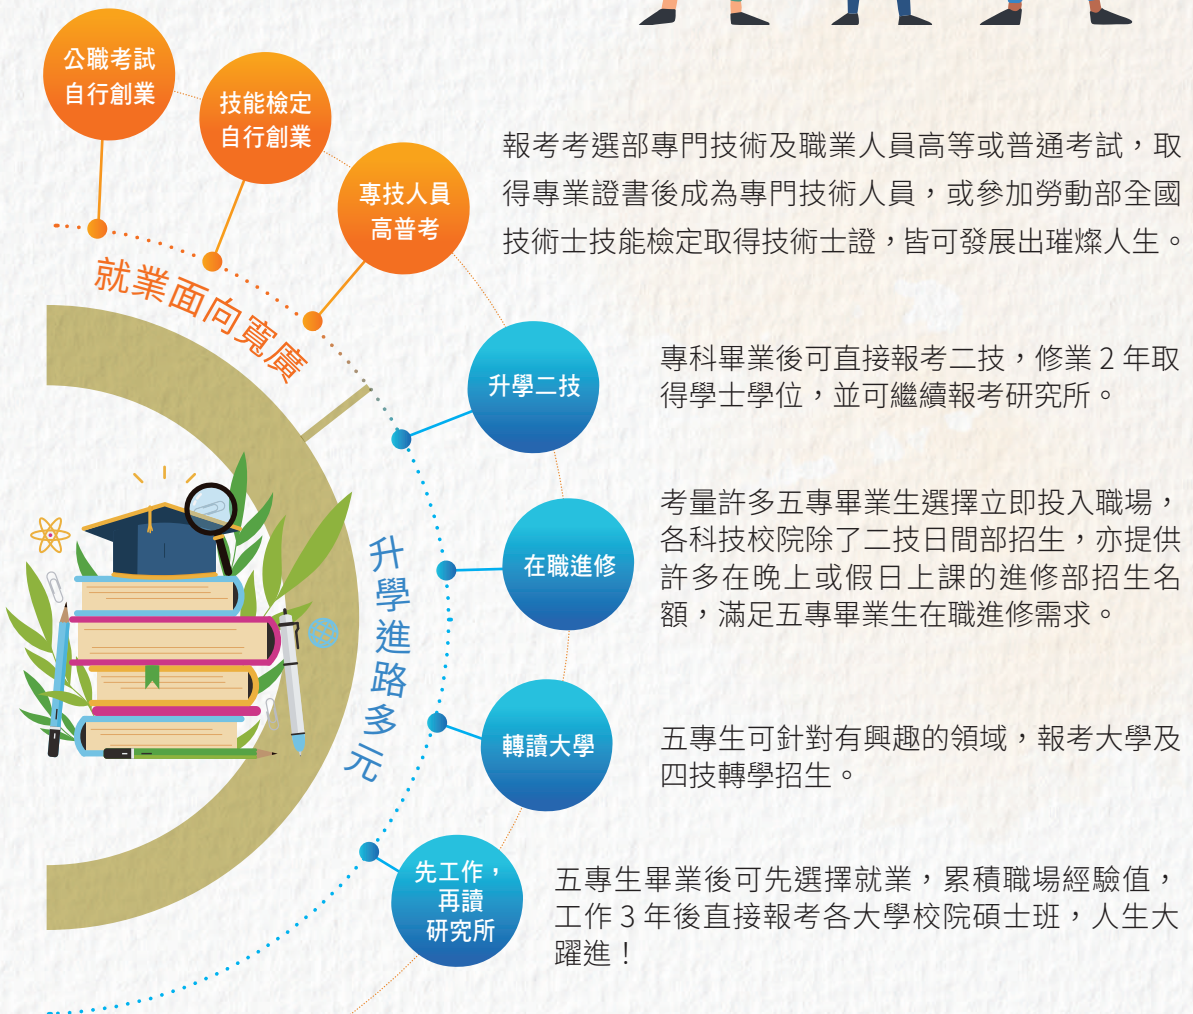 公職考試
自行創業
技能檢定
自行創業
專技人員
高普考
報考考選部專門技術及職業人員高等或普通考試，取
得專業證書後成為專門技術人員，或參加勞動部全國
技術士技能檢定取得技術士證，皆可發展出璀燦人生。
就業面向寬廣
升學二技
專科畢業後可直接報考二技，修業 2 年取
得學士學位，並可繼續報考研究所。
在職進修
考量許多五專畢業生選擇立即投入職場，
各科技校院除了二技日間部招生，亦提供
許多在晚上或假日上課的進修部招生名
額，滿足五專畢業生在職進修需求。
升學進路多元
轉讀大學
五專生可針對有興趣的領域，報考大學及
四技轉學招生。
先工作，
再讀
研究所
五專生畢業後可先選擇就業，累積職場經驗值，
工作 3 年後直接報考各大學校院碩士班，人生大
躍進！